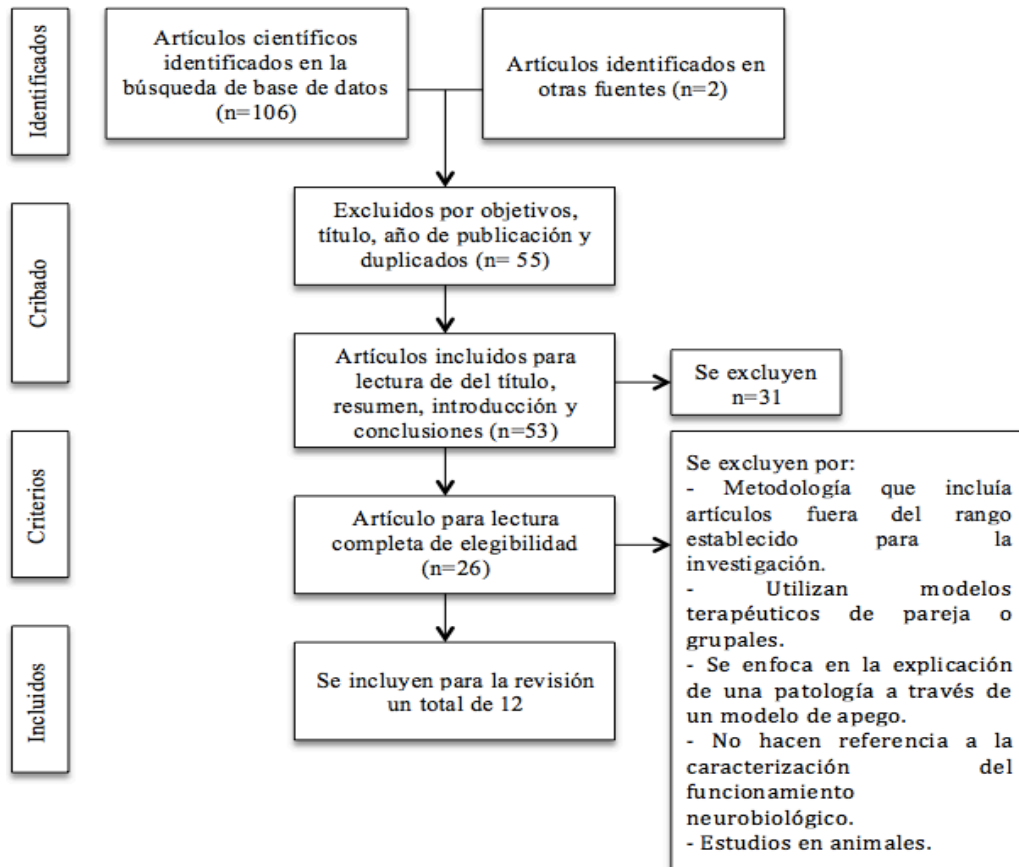 Identificados
Artículos científicos
identificados en la
búsqueda de base de datos
(n=106)
Artículos identificados en
otras fuentes (n=2)
Cribado
Excluidos por objetivos,
título, año de publicación y
duplicados (n= 55)
Artículos incluidos para
lectura de del título,
resumen, introducción y
conclusiones (n=53)
Se excluyen
n=31
Criterios
Artículo para lectura
completa de elegibilidad
(n=26)
Se excluyen por:
- Metodología que incluía
artículos fuera del rango
establecido para la
investigación.
- Utilizan modelos
terapéuticos de pareja o
grupales.
- Se enfoca en la explicación
de una patología a través de
un modelo de apego.
- No hacen referencia a la
caracterización del
funcionamiento
neurobiológico.
- Estudios en animales.
Incluidos
Se incluyen para la revisión
un total de 12